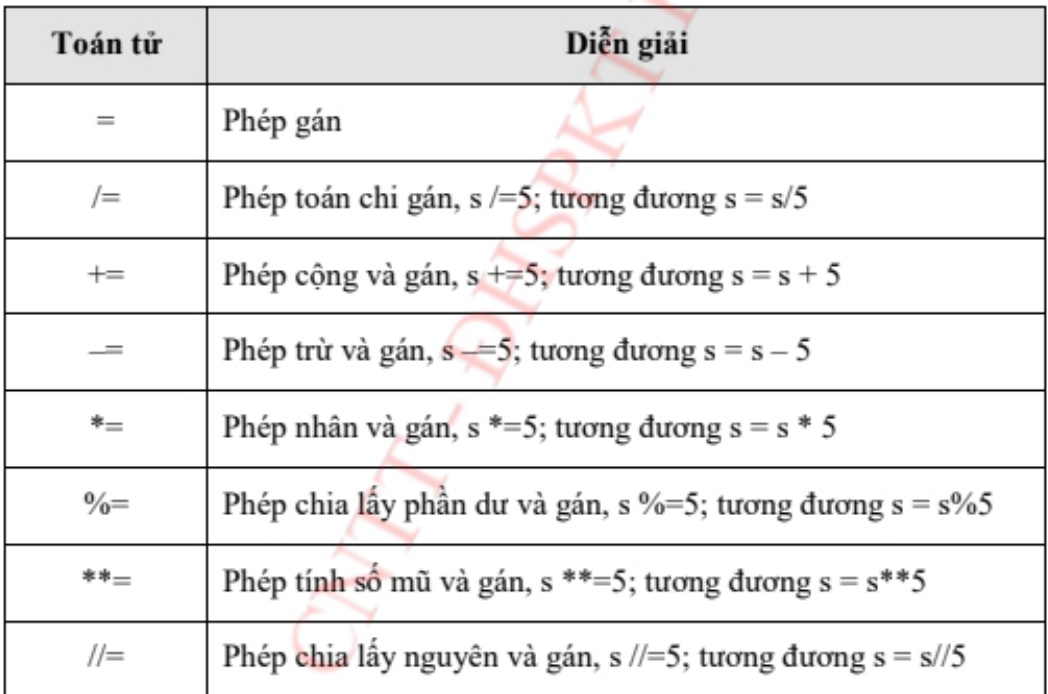 Toán tử Diễn giải
= Phép gán
/= Phép toán chi gán, s /=5; tương đương s = s/5
+= Phép cộng và gán, s +=5; tương đương s = s + 5
–= Phép trừ và gán, s –=5; tương đương s = s – 5
*= Phép nhân và gán, s *=5; tương đương s = s * 5
%= Phép chia lấy phần dư và gán, s %=5; tương đương s = s%5
**= Phép tính số mũ và gán, s **=5; tương đương s = s**5
//= Phép chia lấy nguyên và gán, s //=5; tương đương s = s//5
CNTT - ĐHSPKT